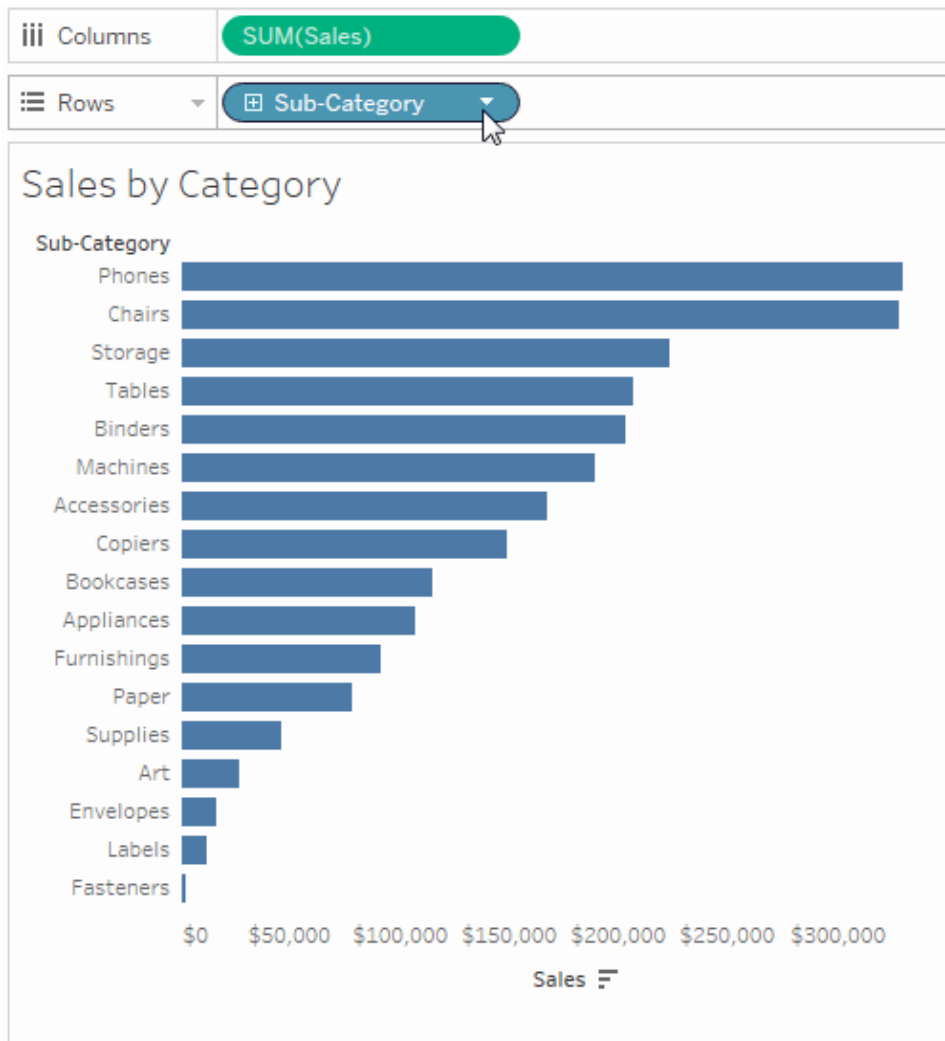 Columns SUM(Sales)
Rows Sub-Category
Sales by Category
Sub-Category
Phones
Chairs
Storage
Tables
Binders
Machines
Accessories
Copiers
Bookcases
Appliances
Furnishings
Paper
Supplies
Art
Envelopes
Labels
Fasteners
$0 $50,000 $100,000 $150,000 $200,000 $250,000 $300,000
Sales